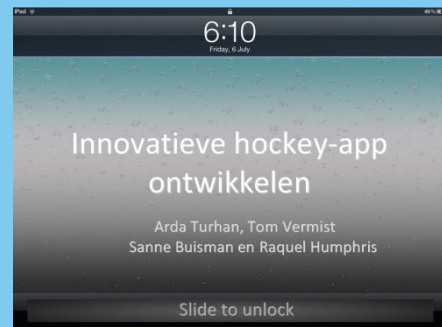 iPad
49%
6:10
Friday, 6 July
Innovatieve hockey-app
ontwikkelen
Arda Turhan, Tom Vermist
Sanne Buisman en Raquel Humphris
Slide to unlock